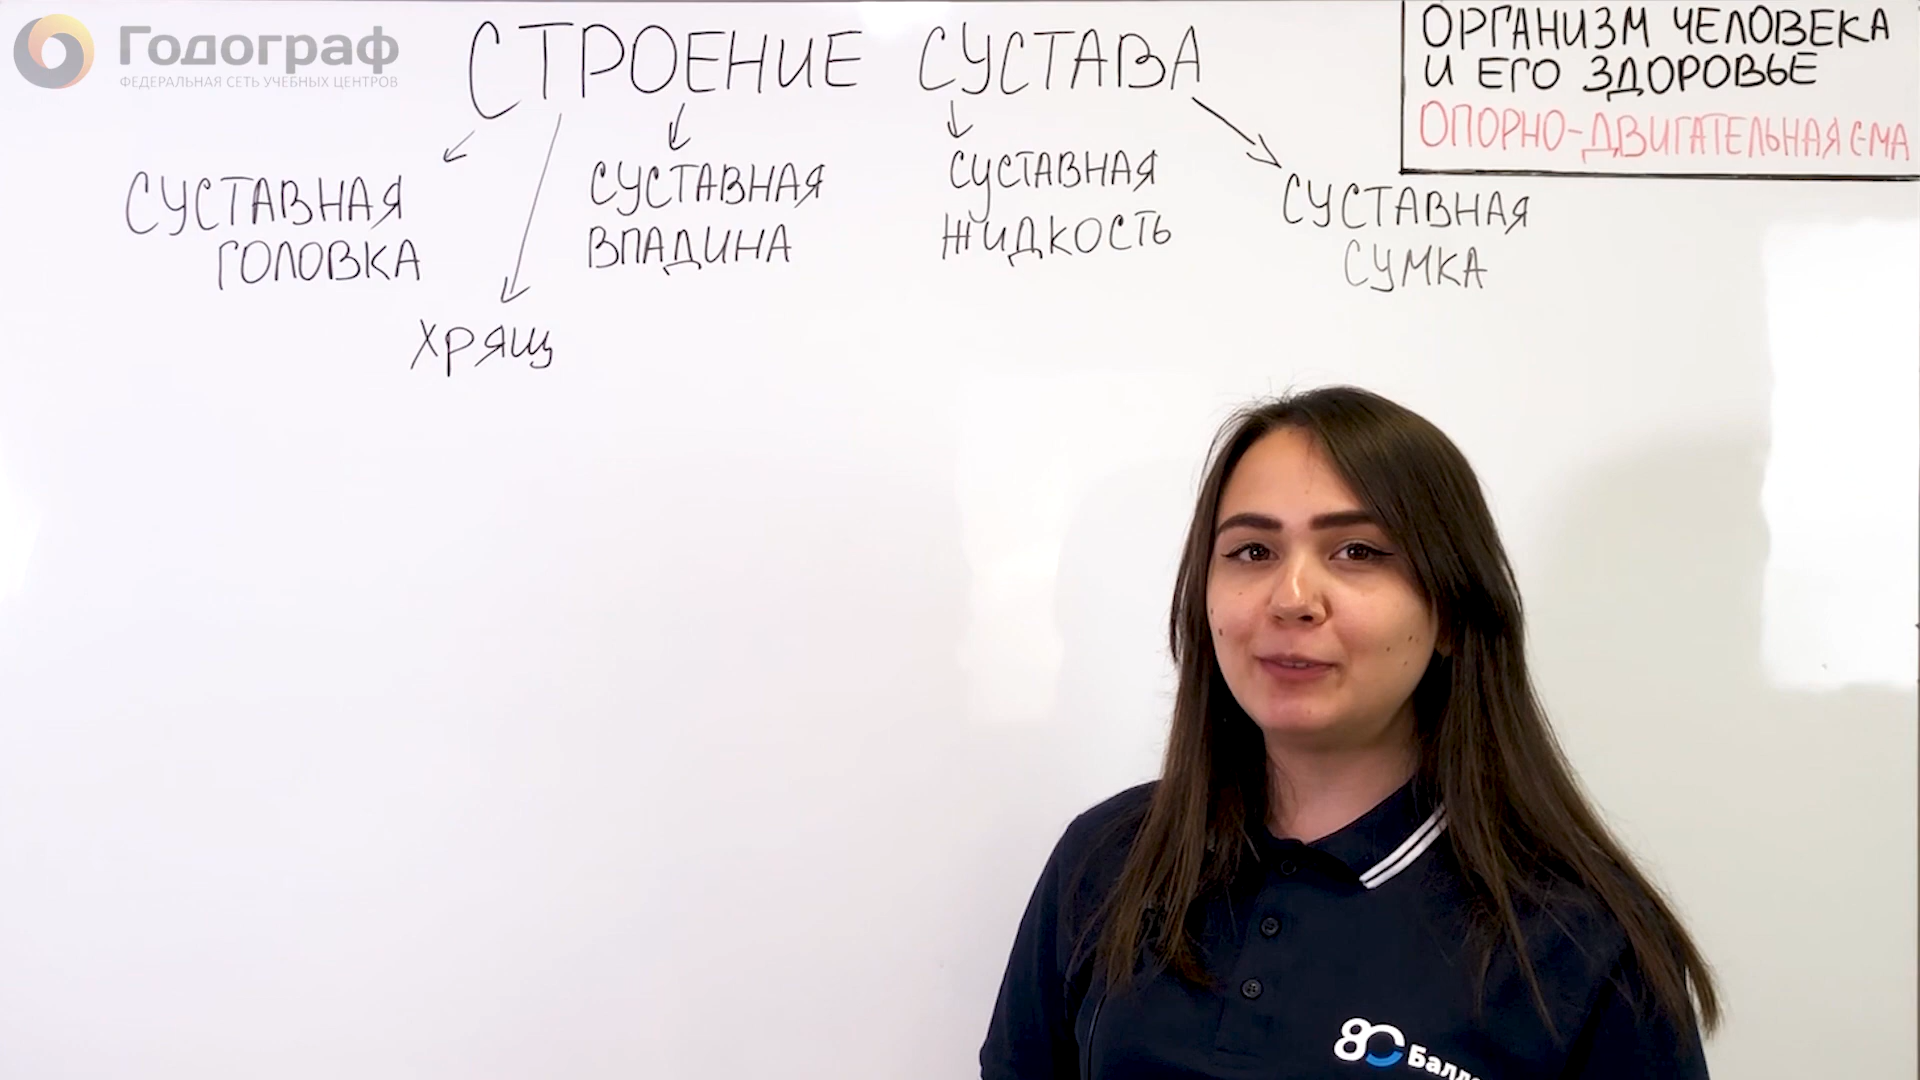 Годограф
ФЕДЕРАЛЬНАЯ СЕТЬ УЧЕБНЫХ ЦЕНТРОВ
СТРОЕНИЕ СУСТАВА
ОРГАНИЗМ ЧЕЛОВЕКА
И ЕГО ЗДОРОВЬЕ
ОПОРНО-ДВИГАТЕЛЬНАЯ С-МА
СУСТАВНАЯ
ГОЛОВКА
ХРЯЩ
СУСТАВНАЯ
ВПАДИНА
СУСТАВНАЯ
ЖИДКОСТЬ
СУСТАВНАЯ
СУМКА
80